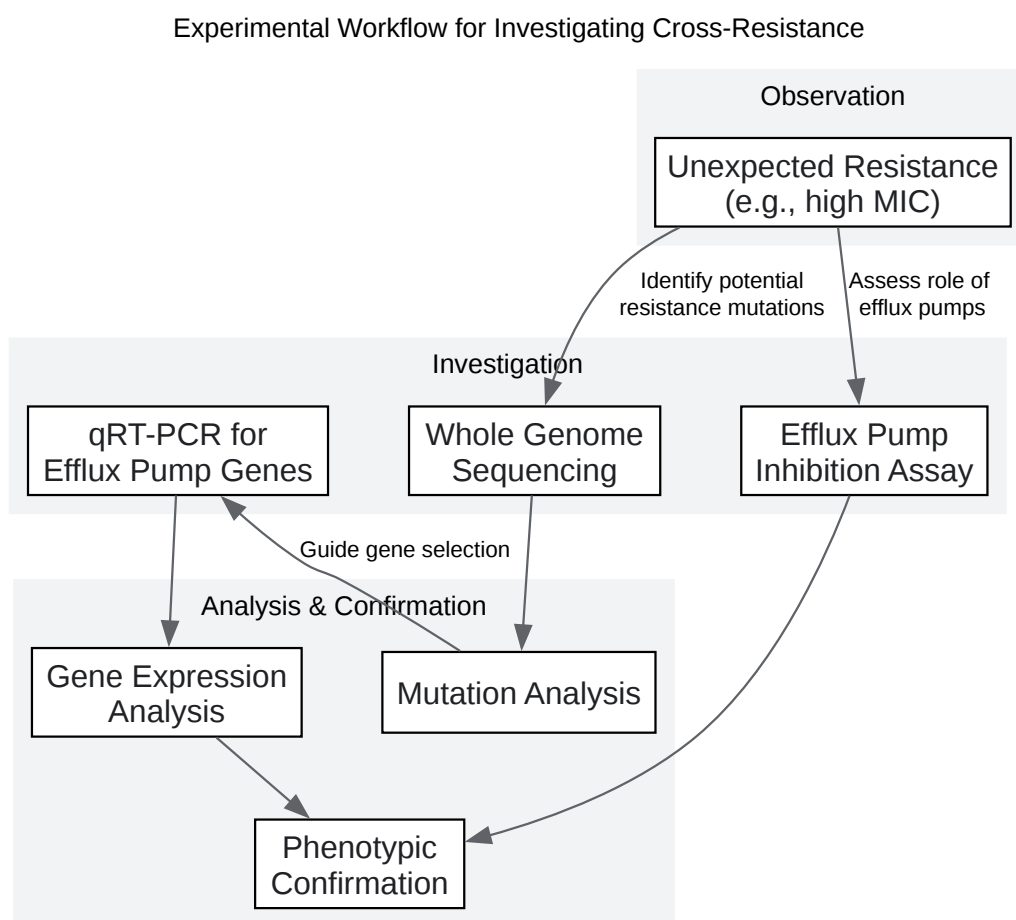 Experimental Workflow for Investigating Cross-Resistance
Observation
Unexpected Resistance
(e.g., high MIC)
Identify potential
resistance mutations
Assess role of
efflux pumps
Investigation
qRT-PCR for
Efflux Pump Genes
Whole Genome
Sequencing
Efflux Pump
Inhibition Assay
Guide gene selection
Analysis & Confirmation
Gene Expression
Analysis
Mutation Analysis
Phenotypic
Confirmation